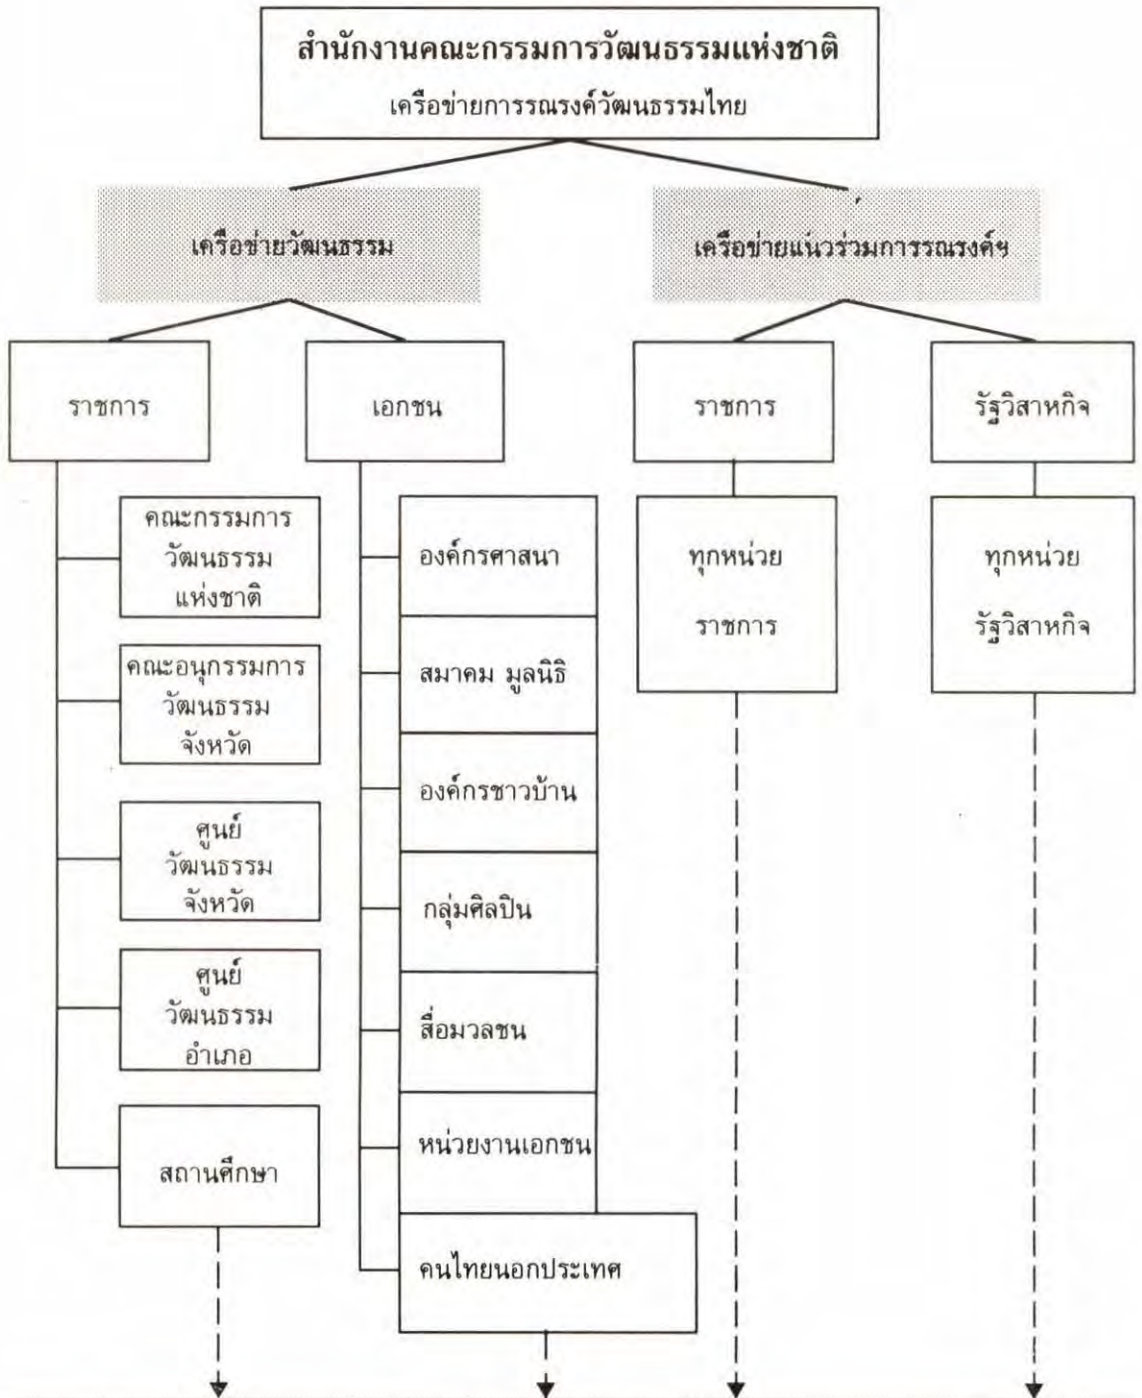 สำนักงานคณะกรรมการวัฒนธรรมแห่งชาติ
เครือข่ายการรณรงค์วัฒนธรรมไทย
เครือข่ายวัฒนธรรม
เครือข่ายแนวร่วมการรณรงค์ฯ
ราชการ
เอกชน
ราชการ
รัฐวิสาหกิจ
คณะกรรมการ
วัฒนธรรม
แห่งชาติ
คณะอนุกรรมการ
วัฒนธรรม
จังหวัด
ศูนย์
วัฒนธรรม
จังหวัด
ศูนย์
วัฒนธรรม
อำเภอ
สถานศึกษา
องค์กรศาสนา
สมาคม มูลนิธิ
องค์กรชาวบ้าน
กลุ่มศิลปิน
สื่อมวลชน
หน่วยงานเอกชน
คนไทยนอกประเทศ
ทุกหน่วย
ราชการ
ทุกหน่วย
รัฐวิสาหกิจ